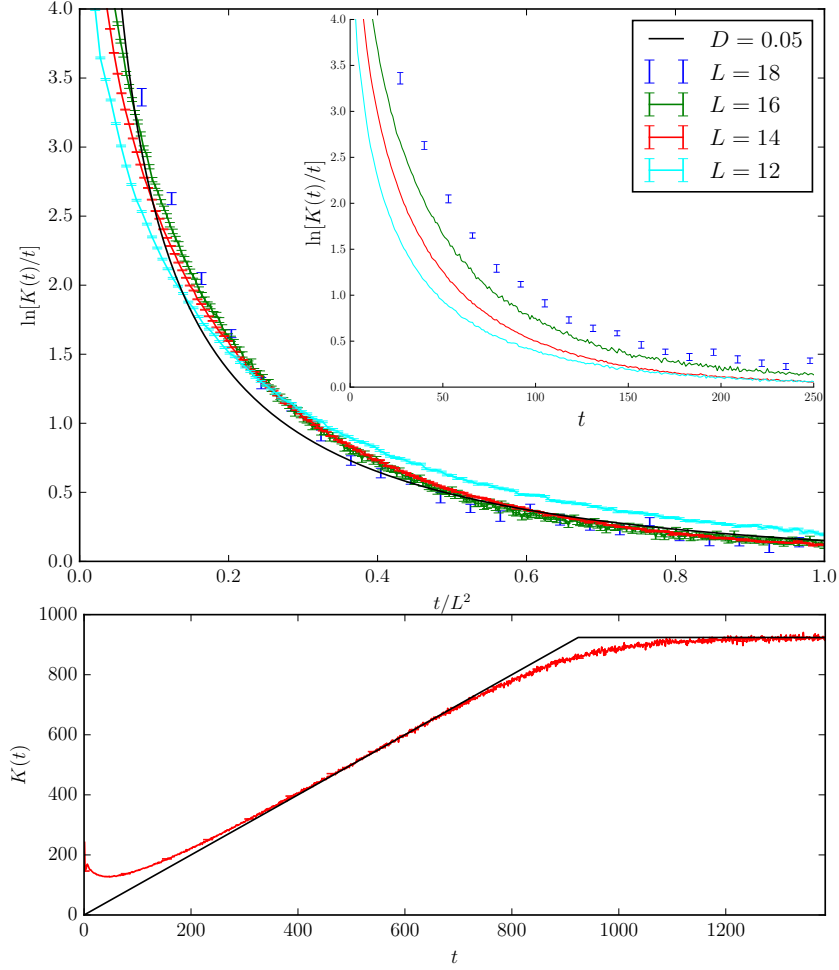 4.0
3.5
3.0
2.5
2.0
1.5
1.0
0.5
0.0
ln[K(t)/t]
0.0 0.2 0.4 0.6 0.8 1.0
t/L²
4.0
3.5
3.0
2.5
2.0
1.5
1.0
0.5
0.0
ln[K(t)/t]
0 50 100 150 200 250
t
D = 0.05
L = 18
L = 16
L = 14
L = 12
1000
800
600
400
200
0
K(t)
0 200 400 600 800 1000 1200
t